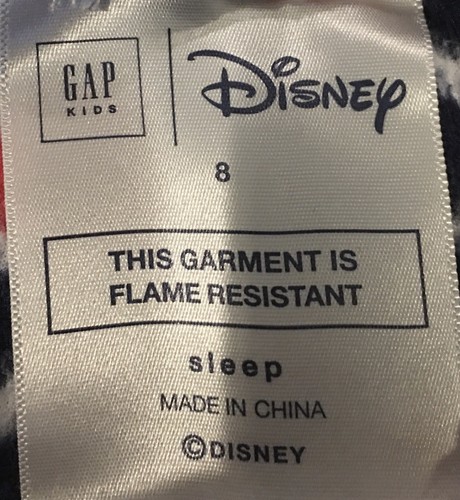 GAP
KIDS
Disney
8
THIS GARMENT IS
FLAME RESISTANT
sleep
MADE IN CHINA
©DISNEY